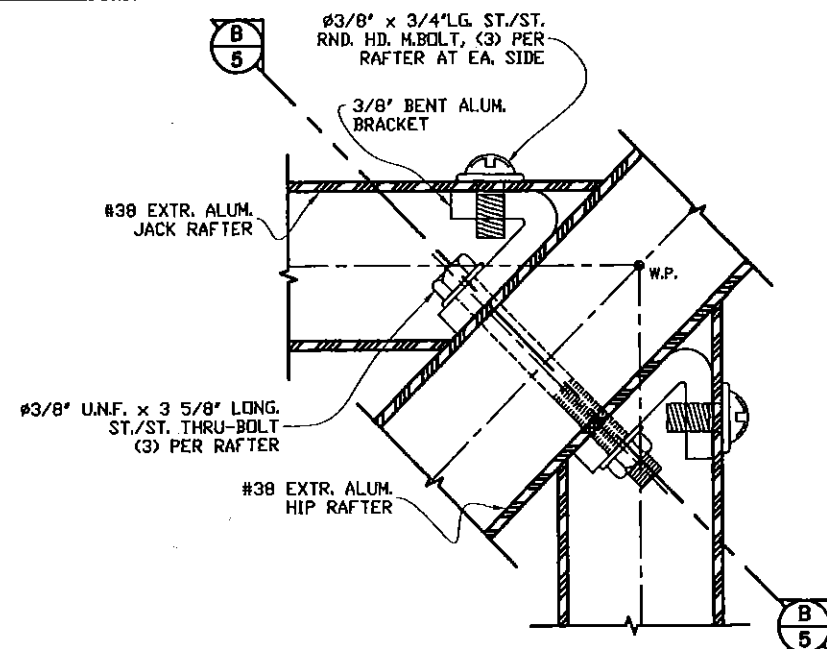 B
5
ø3/8" x 3/4"LG. ST./ST.
RND. HD. M.BOLT, (3) PER
RAFTER AT EA. SIDE
3/8" BENT ALUM.
BRACKET
#38 EXTR. ALUM.
JACK RAFTER
W.P.
ø3/8" U.N.F. x 3 5/8" LONG.
ST./ST. THRU-BOLT
(3) PER RAFTER
#38 EXTR. ALUM.
HIP RAFTER
B
5